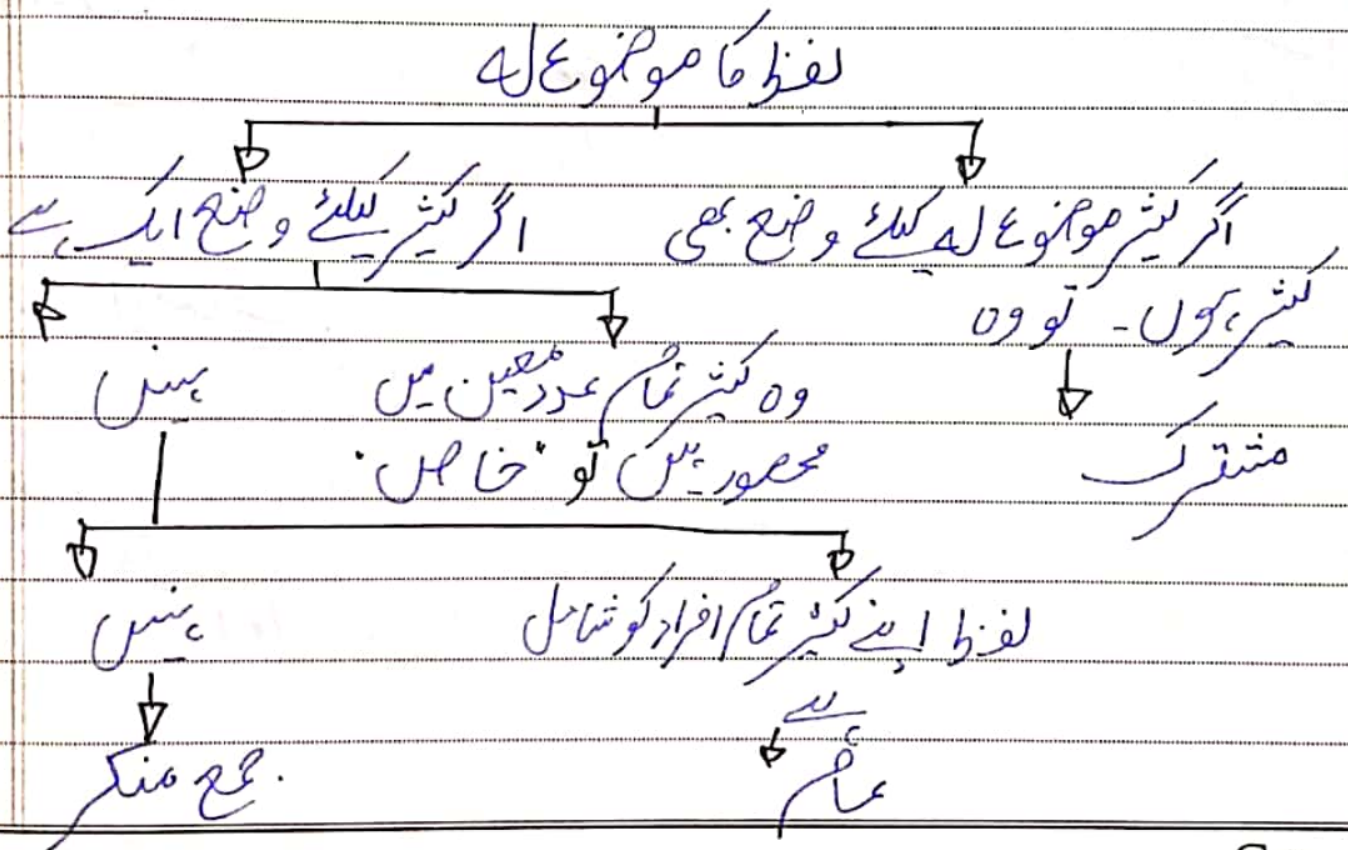 لفظ کا موضوع لہ
اگر کثیر موضوع لہ کیلئے وضع بھی
کثیر ہوں۔ تو وہ
مشترک
اگر کثیر کیلئے وضع ایک ہے
وہ کثیر تمام عدد معین میں
محصور ہیں تو "خاص"
نہیں
لفظ اپنے کثیر تمام افراد کو شامل
ہے
عام
نہیں
جمع منکر